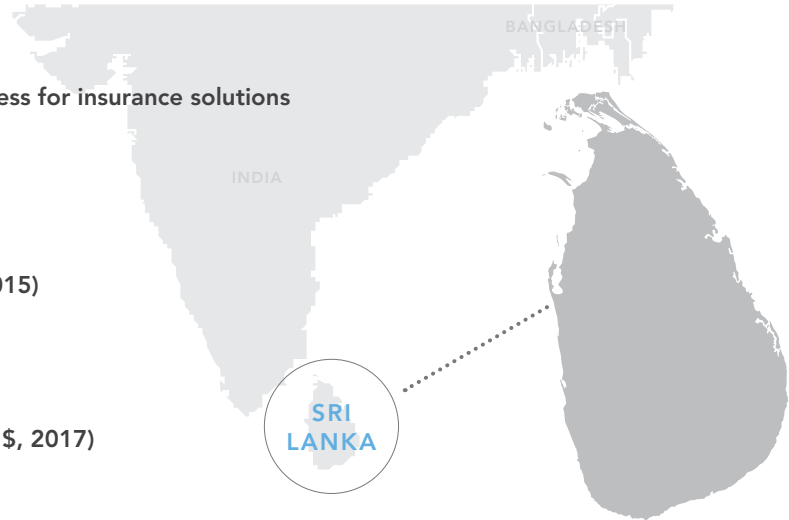 BANGLADESH
ess for insurance solutions
INDIA
015)
SRI
LANKA
$, 2017)